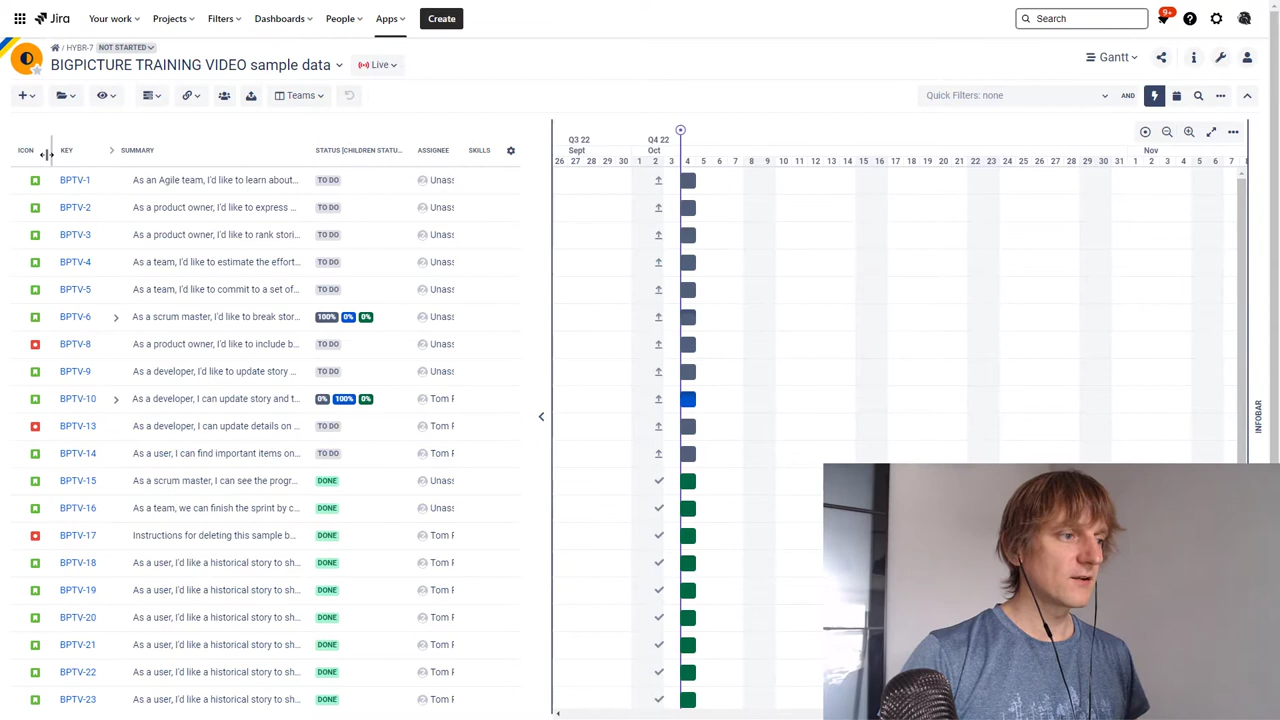 Jira Your work Projects Filters Dashboards People Apps Create Search 9+
/ HYBR-7 NOT STARTED
BIGPICTURE TRAINING VIDEO sample data Live Gantt
Teams Quick Filters: none AND
ICON KEY SUMMARY STATUS [CHILDREN STATU... ASSIGNEE SKILLS
Q3 22 Q4 22
Sept Oct Nov
26 27 28 29 30 1 2 3 4 5 6 7 8 9 10 11 12 13 14 15 16 17 18 19 20 21 22 23 24 25 26 27 28 29 30 31 1 2 3 4 5 6 7
BPTV-1 As an Agile team, I'd like to learn about... TO DO Unass
BPTV-2 As a product owner, I'd like to express ... TO DO Unass
BPTV-3 As a product owner, I'd like to rank stori... TO DO Unass
BPTV-4 As a team, I'd like to estimate the effort... TO DO Unass
BPTV-5 As a team, I'd like to commit to a set of... TO DO Unass
BPTV-6 As a scrum master, I'd like to break stor... 100% 0% 0% Unass
BPTV-8 As a product owner, I'd like to include b... TO DO Unass
BPTV-9 As a developer, I'd like to update story ... TO DO Unass
BPTV-10 As a developer, I can update story and t... 0% 100% 0% Tom F
BPTV-13 As a developer, I can update details on ... TO DO Tom F
BPTV-14 As a user, I can find important items on... TO DO Tom F
BPTV-15 As a scrum master, I can see the progr... DONE Unass
BPTV-16 As a team, we can finish the sprint by c... DONE Unass
BPTV-17 Instructions for deleting this sample b... DONE Tom F
BPTV-18 As a user, I'd like a historical story to sh... DONE Tom F
BPTV-19 As a user, I'd like a historical story to sh... DONE Tom F
BPTV-20 As a user, I'd like a historical story to sh... DONE Tom F
BPTV-21 As a user, I'd like a historical story to sh... DONE Tom F
BPTV-22 As a user, I'd like a historical story to sh... DONE Tom F
BPTV-23 As a user, I'd like a historical story to sh... DONE Tom F
INFOBAR